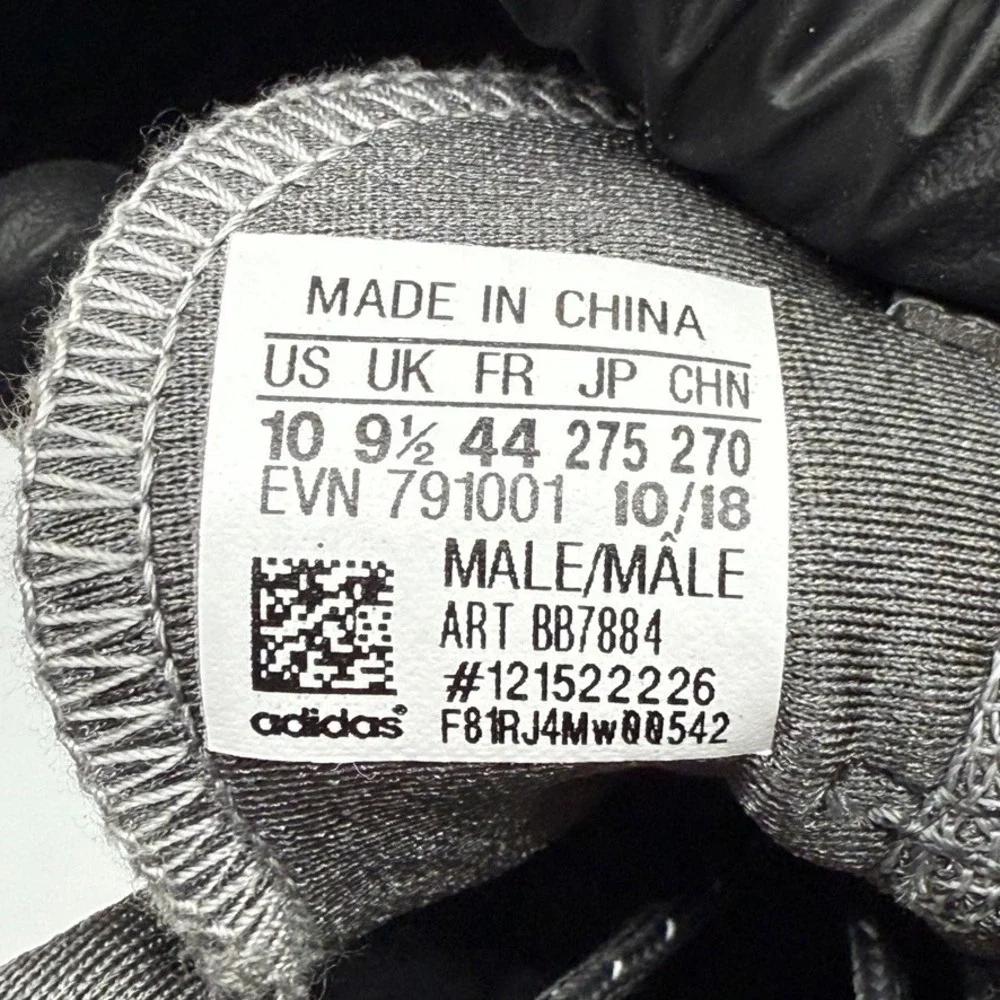 MADE IN CHINA
US UK FR JP CHN
10 9½ 44 275 270
EVN 791001 10/18
MALE/MÂLE
ART BB7884
#121522226
adidas®
F81RJ4Mw00542